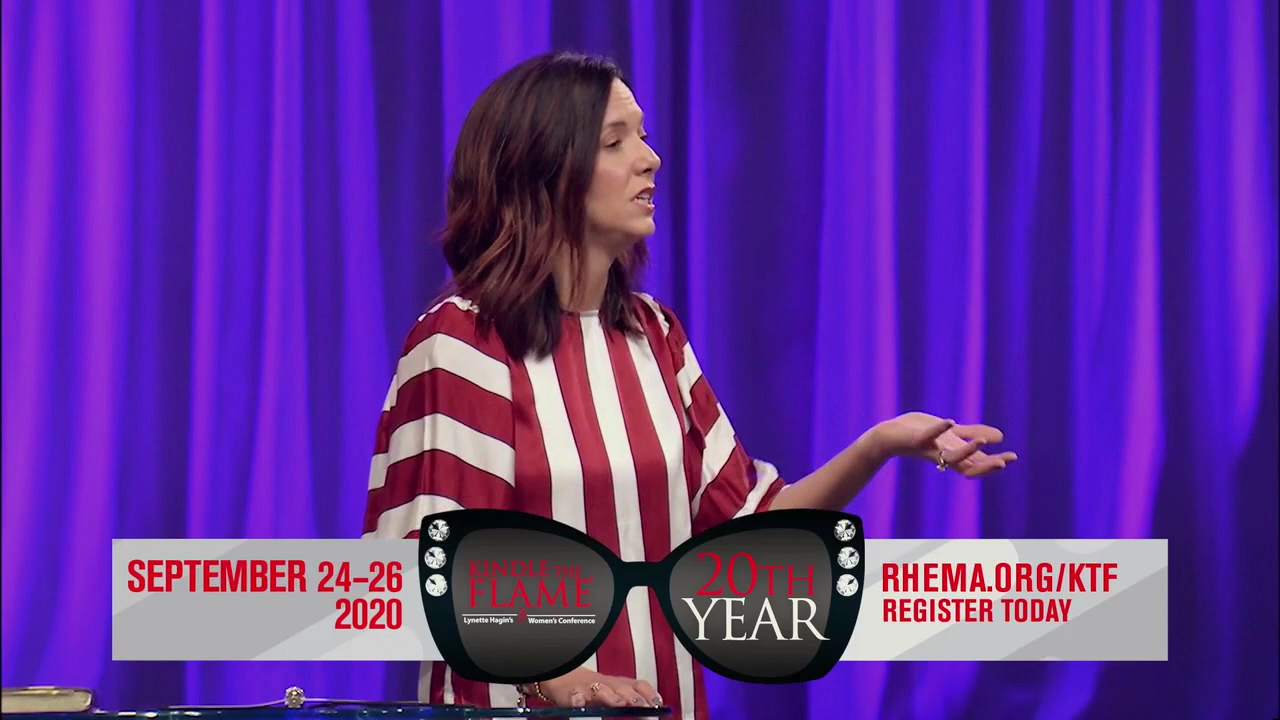 SEPTEMBER 24–26
2020
KINDLE THE
FLAME
Lynette Hagin's Women's Conference
20TH
YEAR
RHEMA.ORG/KTF
REGISTER TODAY